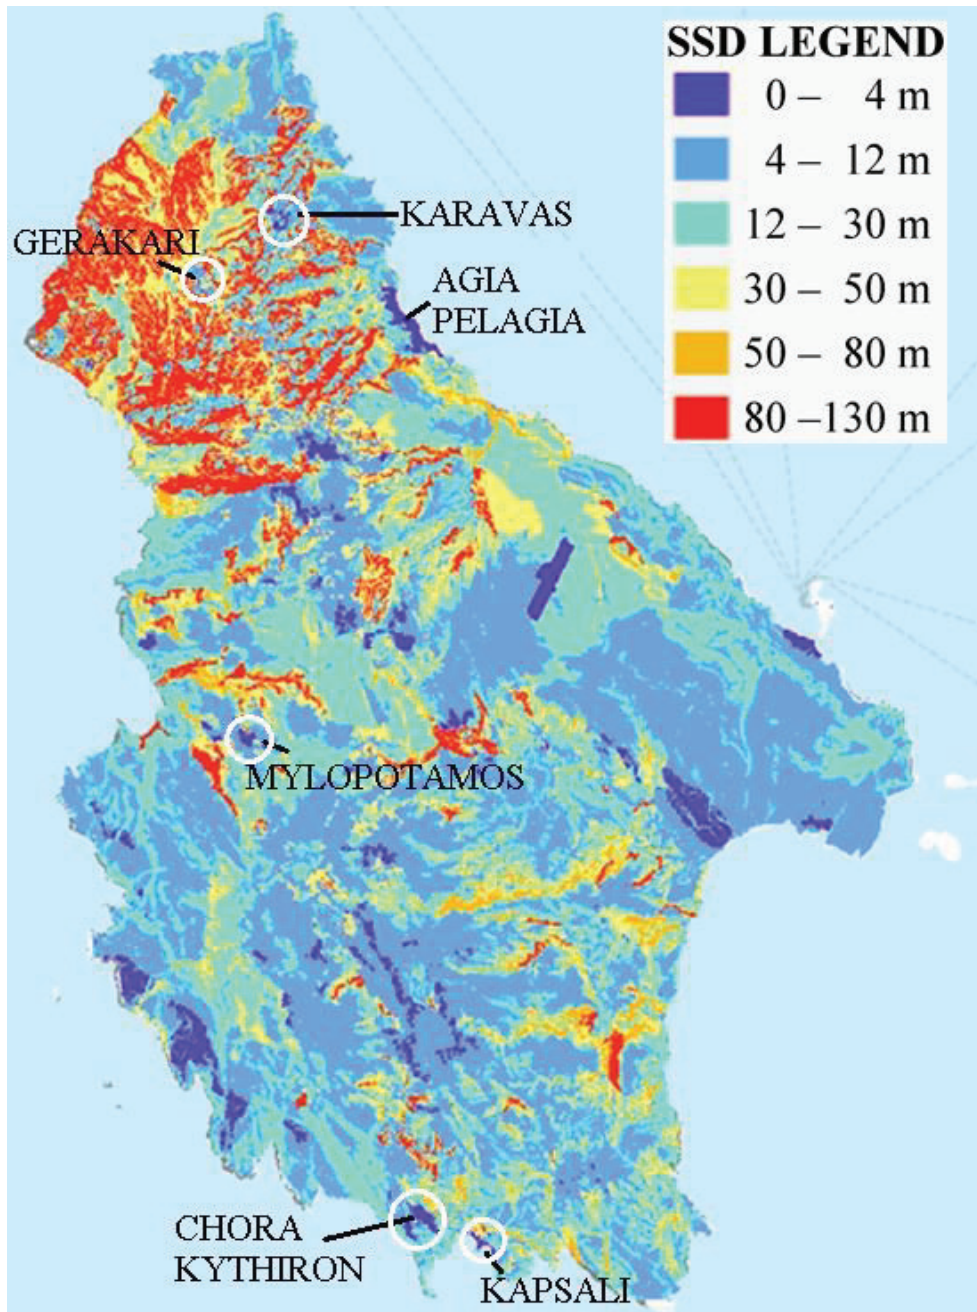 SSD LEGEND
0 – 4 m
4 – 12 m
12 – 30 m
30 – 50 m
50 – 80 m
80 –130 m
KARAVAS
GERAKARI
AGIA
PELAGIA
MYLOPOTAMOS
CHORA
KYTHIRON
KAPSALI